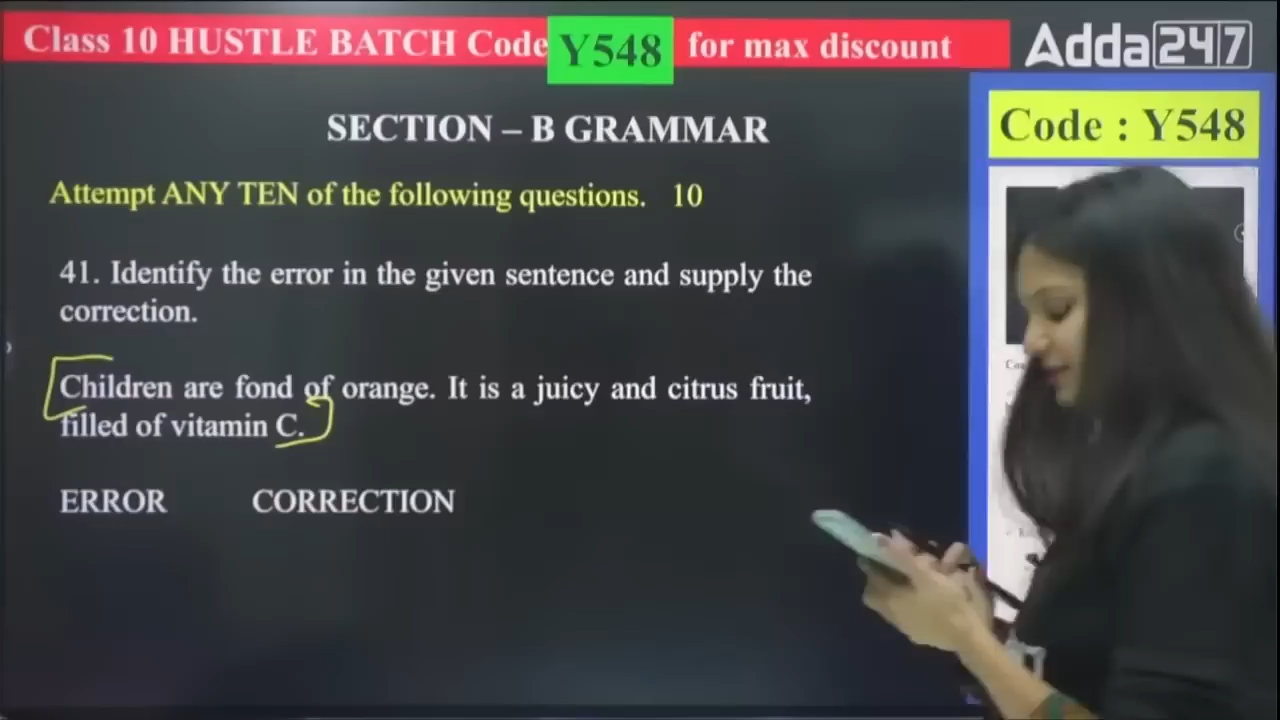 Class 10 HUSTLE BATCH Code Y548 for max discount
Adda247
Code : Y548
SECTION – B GRAMMAR
Attempt ANY TEN of the following questions. 10
41. Identify the error in the given sentence and supply the
correction.
Children are fond of orange. It is a juicy and citrus fruit,
filled of vitamin C.
ERROR CORRECTION